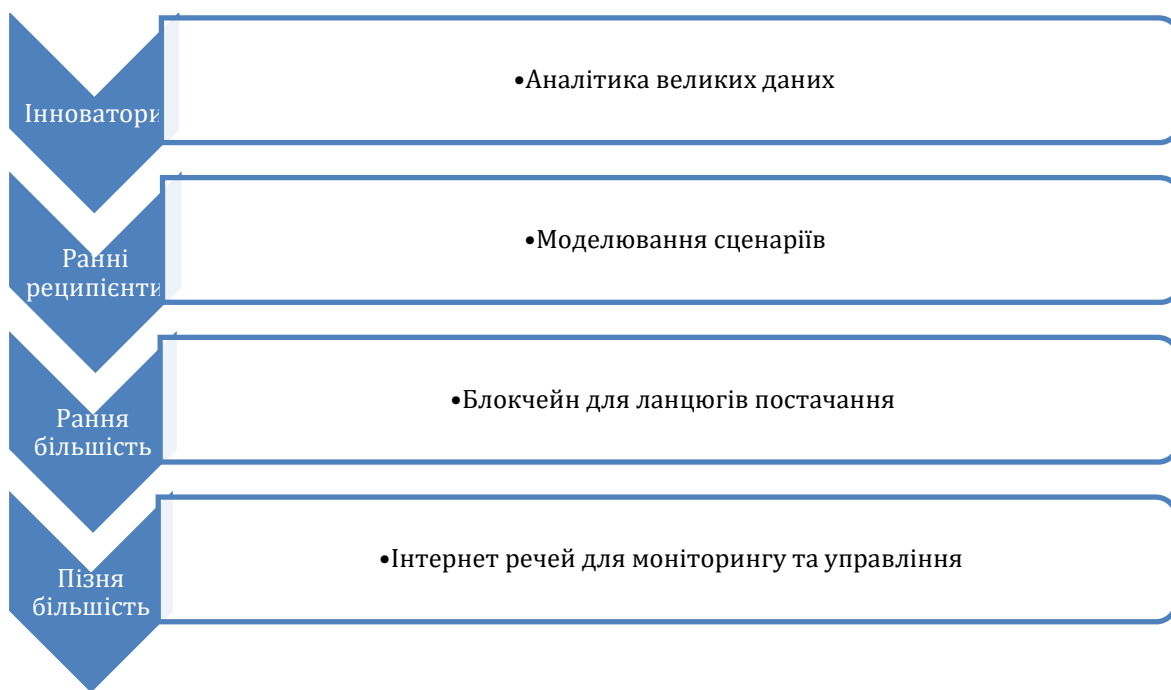 Інноватори
•Аналітика великих даних
Ранні
реципієнти
•Моделювання сценаріїв
Рання
більшість
•Блокчейн для ланцюгів постачання
Пізня
більшість
•Інтернет речей для моніторингу та управління